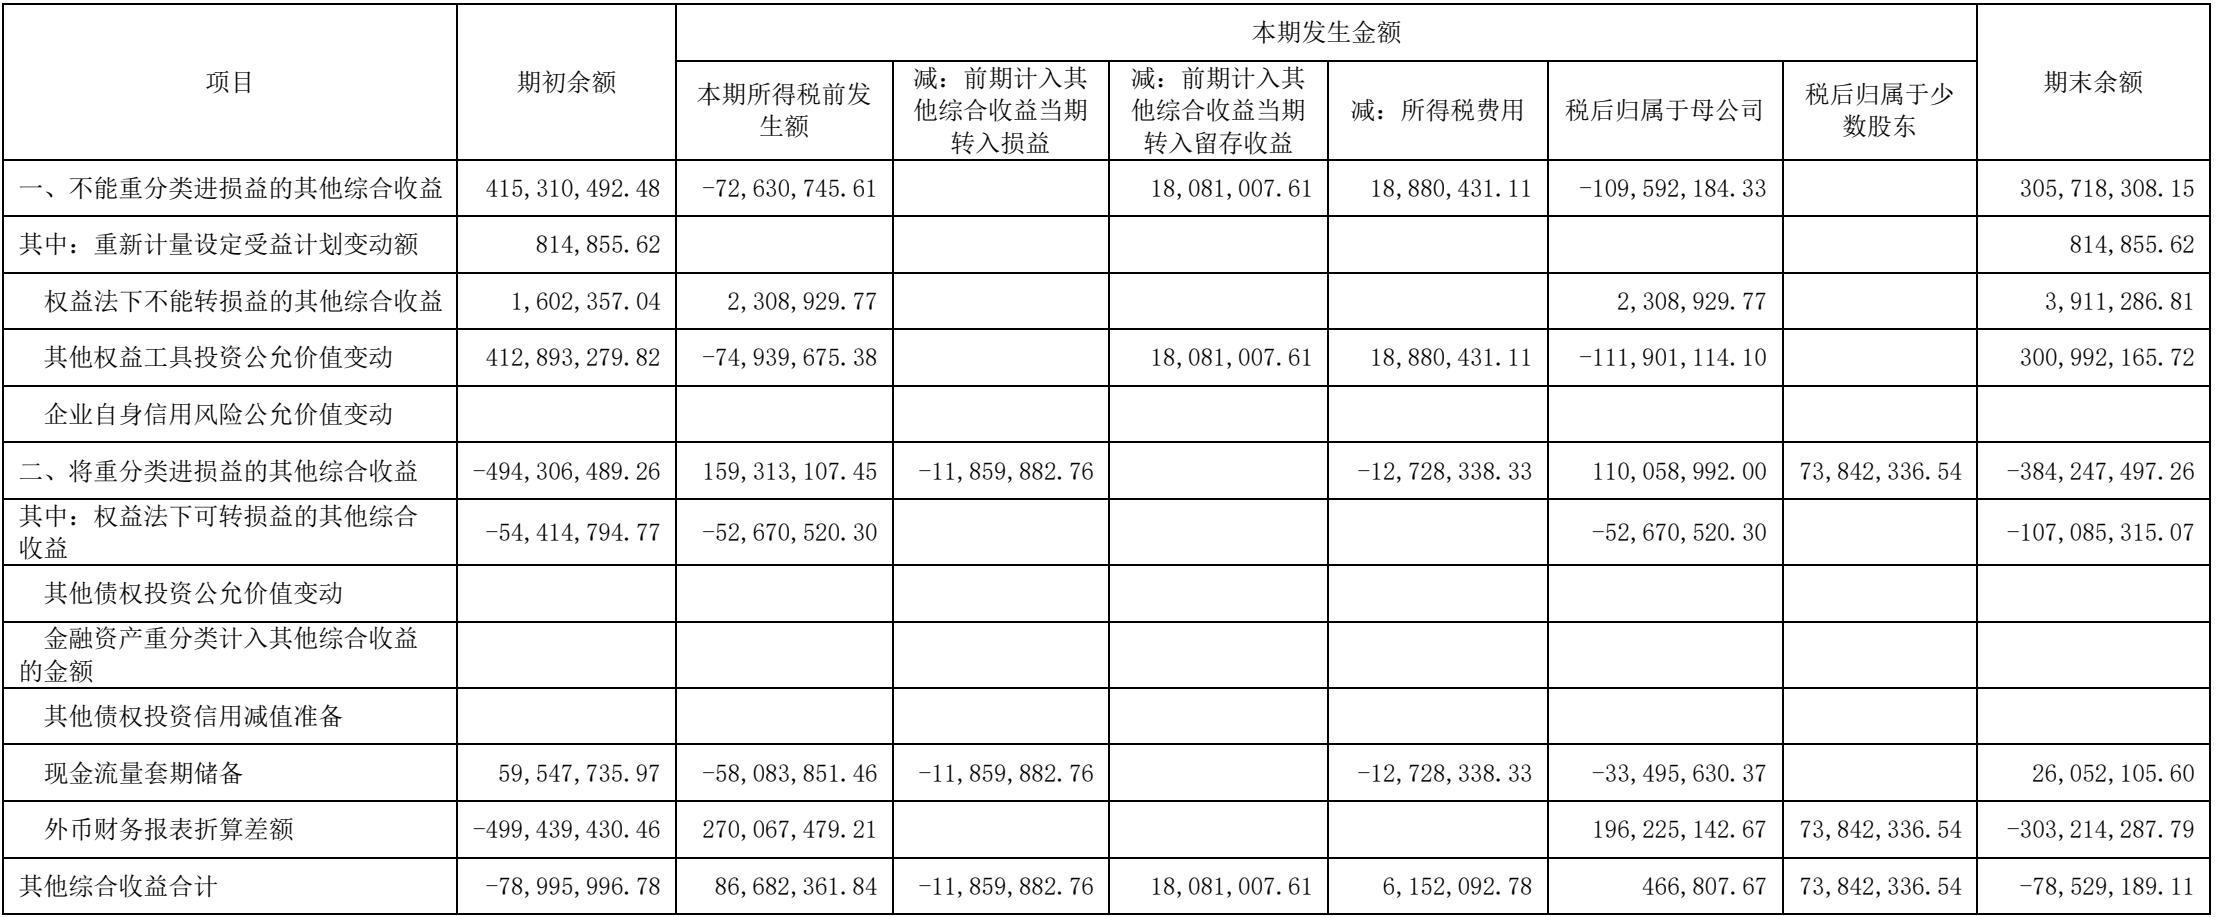 项目 期初余额 本期发生金额 期末余额
本期所得税前发
生额
减：前期计入其
他综合收益当期
转入损益
减：前期计入其
他综合收益当期
转入留存收益
减：所得税费用
税后归属于母公司
税后归属于少
数股东
一、不能重分类进损益的其他综合收益 415,310,492.48 -72,630,745.61 18,081,007.61 18,880,431.11 -109,592,184.33 305,718,308.15
其中：重新计量设定受益计划变动额 814,855.62 814,855.62
权益法下不能转损益的其他综合收益 1,602,357.04 2,308,929.77 2,308,929.77 3,911,286.81
其他权益工具投资公允价值变动 412,893,279.82 -74,939,675.38 18,081,007.61 18,880,431.11 -111,901,114.10 300,992,165.72
企业自身信用风险公允价值变动
二、将重分类进损益的其他综合收益 -494,306,489.26 159,313,107.45 -11,859,882.76 -12,728,338.33 110,058,992.00 73,842,336.54 -384,247,497.26
其中：权益法下可转损益的其他综合
收益 -54,414,794.77 -52,670,520.30 -52,670,520.30 -107,085,315.07
其他债权投资公允价值变动
金融资产重分类计入其他综合收益
的金额
其他债权投资信用减值准备
现金流量套期储备 59,547,735.97 -58,083,851.46 -11,859,882.76 -12,728,338.33 -33,495,630.37 26,052,105.60
外币财务报表折算差额 -499,439,430.46 270,067,479.21 196,225,142.67 73,842,336.54 -303,214,287.79
其他综合收益合计 -78,995,996.78 86,682,361.84 -11,859,882.76 18,081,007.61 6,152,092.78 466,807.67 73,842,336.54 -78,529,189.11